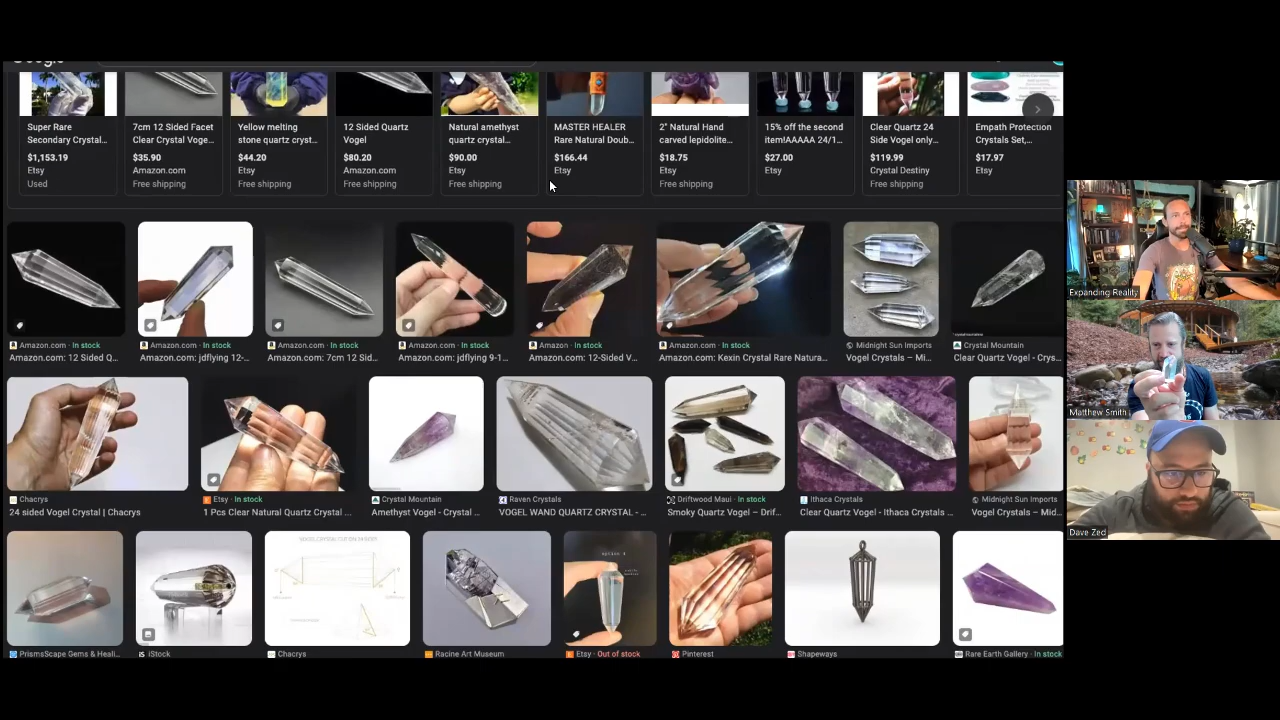 Super Rare
Secondary Crystal...
$1,153.19
Etsy
Used
7cm 12 Sided Facet
Clear Crystal Voge...
$35.90
Amazon.com
Free shipping
Yellow melting
stone quartz cryst...
$44.20
Etsy
Free shipping
12 Sided Quartz
Vogel
$80.20
Amazon.com
Free shipping
Natural amethyst
quartz crystal...
$90.00
Etsy
Free shipping
MASTER HEALER
Rare Natural Doub...
$166.44
Etsy
2" Natural Hand
carved lepidolite...
$18.75
Etsy
Free shipping
15% off the second
item!AAAAA 24/1...
$27.00
Etsy
Free shipping
Clear Quartz 24
Side Vogel only...
$119.99
Crystal Destiny
Free shipping
Empath Protection
Crystals Set,...
$17.97
Etsy
Amazon.com · In stock
Amazon.com: 12 Sided Q...
Amazon.com · In stock
Amazon.com: jdflying 12-...
Amazon.com · In stock
Amazon.com: 7cm 12 Sid...
Amazon.com · In stock
Amazon.com: jdflying 9-1...
Amazon · In stock
Amazon.com: 12-Sided V...
Amazon.com · In stock
Amazon.com: Kexin Crystal Rare Natura...
Midnight Sun Imports
Vogel Crystals – Mi...
Crystal Mountain
Clear Quartz Vogel - Crys...
Chacrys
24 sided Vogel Crystal | Chacrys
Etsy · In stock
1 Pcs Clear Natural Quartz Crystal ...
Crystal Mountain
Amethyst Vogel - Crystal ...
Raven Crystals
VOGEL WAND QUARTZ CRYSTAL - ...
Driftwood Maui · In stock
Smoky Quartz Vogel – Drif...
Ithaca Crystals
Clear Quartz Vogel - Ithaca Crystals ...
Midnight Sun Imports
Vogel Crystals – Mid...
PrismsScape Gems & Heali...
iStock
Chacrys
Racine Art Museum
Etsy · Out of stock
Pinterest
Shapeways
Rare Earth Gallery · In stock
Expanding Reality
Matthew Smith
Dave Zed